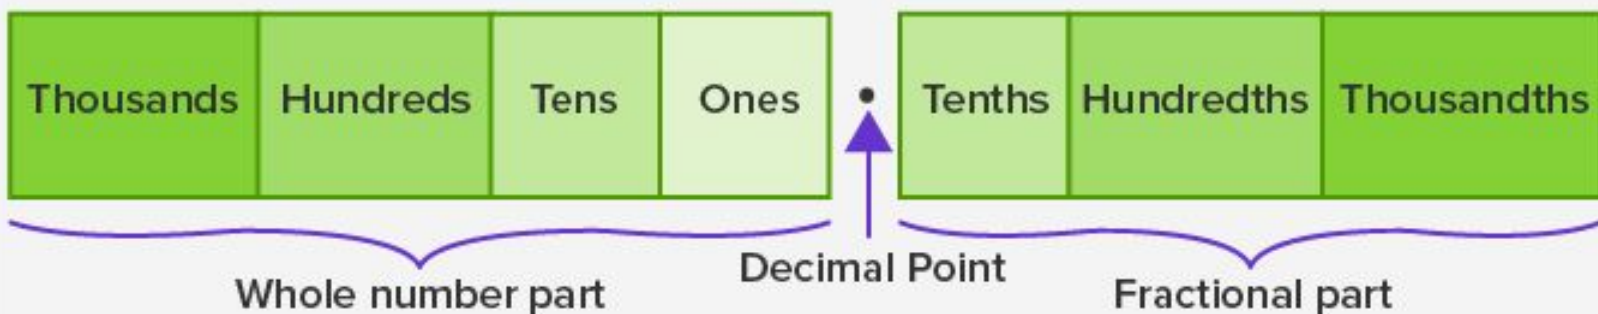 Thousands Hundreds Tens Ones . Tenths Hundredths Thousandths
Decimal Point
Whole number part Fractional part